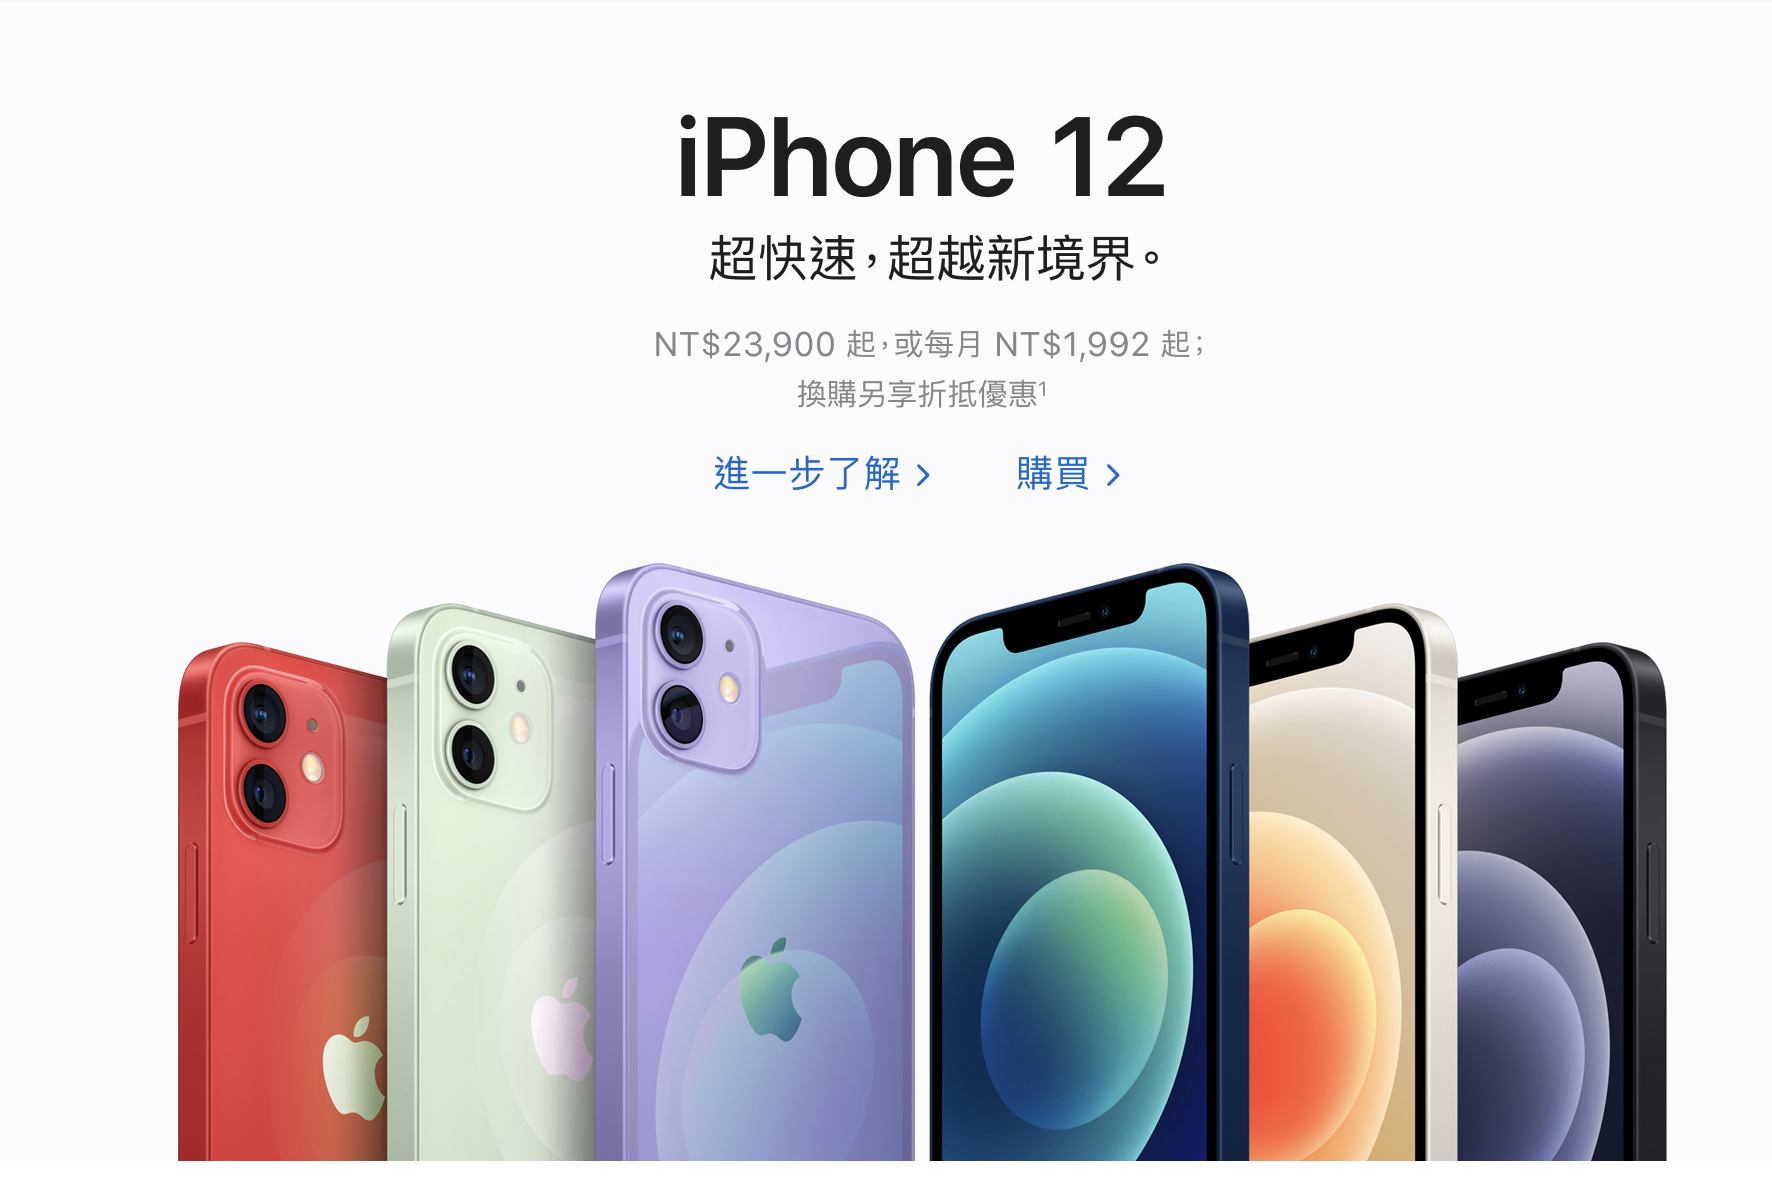 iPhone 12
超快速，超越新境界。
NT$23,900 起，或每月 NT$1,992 起；
換購另享折抵優惠¹
進一步了解 > 購買 >